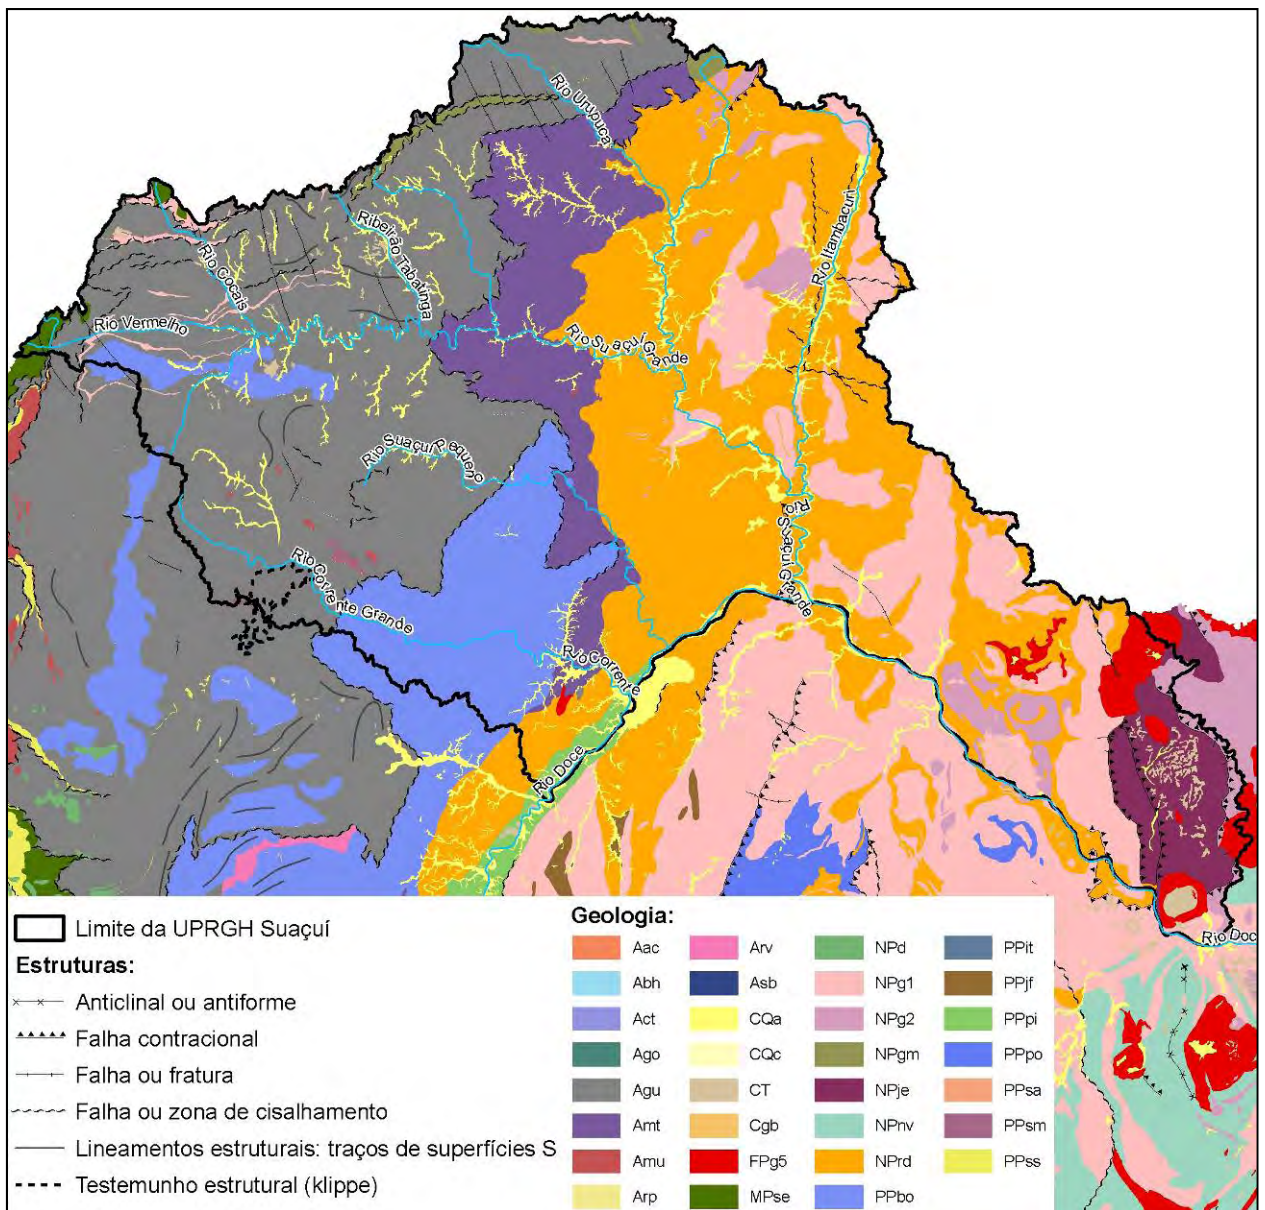 Rio Urupuca
Ribeirão Tabatinga
Rio Itambacuri
Rio Cocais
Rio Vermelho
Rio Suaçuí Grande
Rio Suaçuí Pequeno
Rio Suaçuí Grande
Rio Corrente Grande
Rio Corrente
Rio Doce
Rio Doc
Limite da UPRGH Suaçuí
Estruturas:
Anticlinal ou antiforme
Falha contracional
Falha ou fratura
Falha ou zona de cisalhamento
Lineamentos estruturais: traços de superfícies S
Testemunho estrutural (klippe)
Geologia:
Aac
Abh
Act
Ago
Agu
Amt
Amu
Arp
Arv
Asb
CQa
CQc
CT
Cgb
FPg5
MPse
NPd
NPg1
NPg2
NPgm
NPje
NPnv
NPrd
PPbo
PPit
PPjf
PPpi
PPpo
PPsa
PPsm
PPss